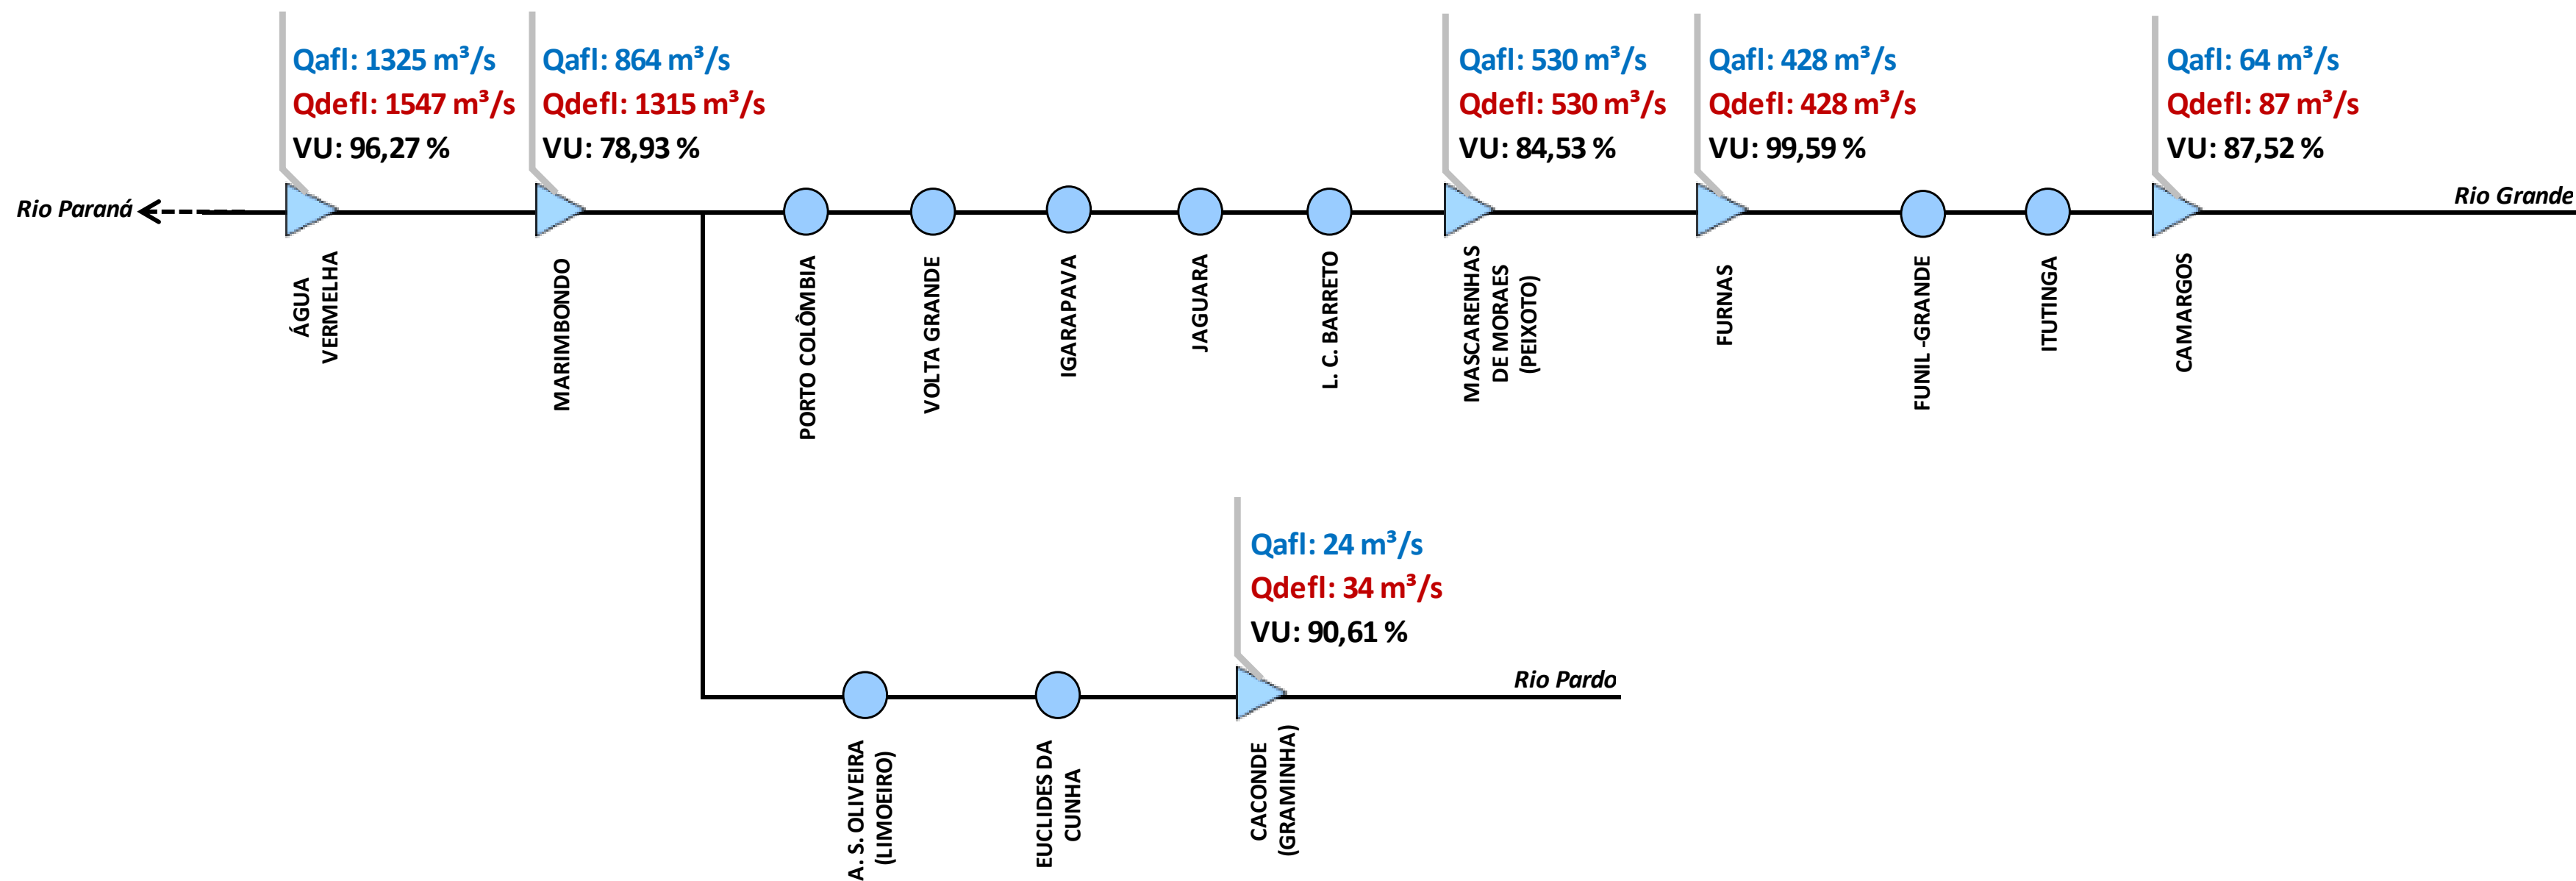 Qafl: 1325 m³/s
Qdefl: 1547 m³/s
VU: 96,27 %
Qafl: 864 m³/s
Qdefl: 1315 m³/s
VU: 78,93 %
Qafl: 530 m³/s
Qdefl: 530 m³/s
VU: 84,53 %
Qafl: 428 m³/s
Qdefl: 428 m³/s
VU: 99,59 %
Qafl: 64 m³/s
Qdefl: 87 m³/s
VU: 87,52 %
Rio Paraná
Rio Grande
ÁGUA
VERMELHA
MARIMBONDO
PORTO COLÔMBIA
VOLTA GRANDE
IGARAPAVA
JAGUARA
L. C. BARRETO
MASCARENHAS
DE MORAES
(PEIXOTO)
FURNAS
FUNIL -GRANDE
ITUTINGA
CAMARGOS
Qafl: 24 m³/s
Qdefl: 34 m³/s
VU: 90,61 %
Rio Pardo
A. S. OLIVEIRA
(LIMOEIRO)
EUCLIDES DA
CUNHA
CACONDE
(GRAMINHA)